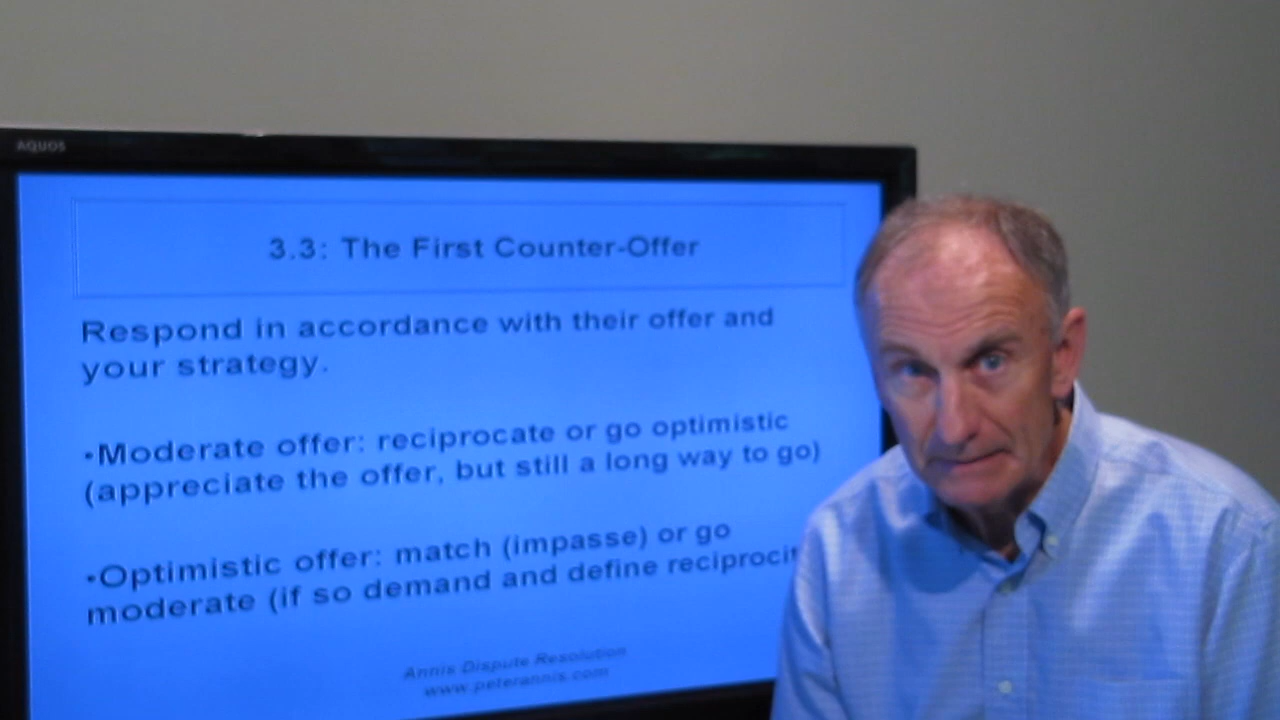 AQUOS
3.3: The First Counter-Offer
Respond in accordance with their offer and
your strategy.
•Moderate offer: reciprocate or go optimistic
(appreciate the offer, but still a long way to go)
•Optimistic offer: match (impasse) or go
moderate (if so demand and define reciprocit
Annis Dispute Resolution
www.peterannis.com